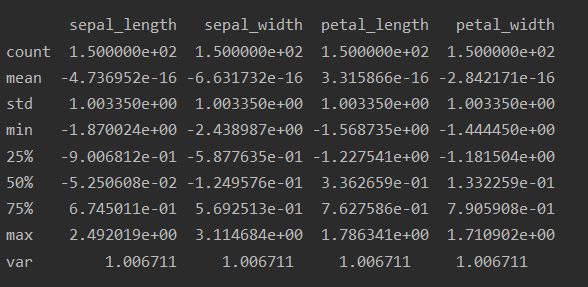 sepal_length sepal_width petal_length petal_width
count 1.500000e+02 1.500000e+02 1.500000e+02 1.500000e+02
mean -4.736952e-16 -6.631732e-16 3.315866e-16 -2.842171e-16
std 1.003350e+00 1.003350e+00 1.003350e+00 1.003350e+00
min -1.870024e+00 -2.438987e+00 -1.568735e+00 -1.444450e+00
25% -9.006812e-01 -5.877635e-01 -1.227541e+00 -1.181504e+00
50% -5.250608e-02 -1.249576e-01 3.362659e-01 1.332259e-01
75% 6.745011e-01 5.692513e-01 7.627586e-01 7.905908e-01
max 2.492019e+00 3.114684e+00 1.786341e+00 1.710902e+00
var 1.006711 1.006711 1.006711 1.006711